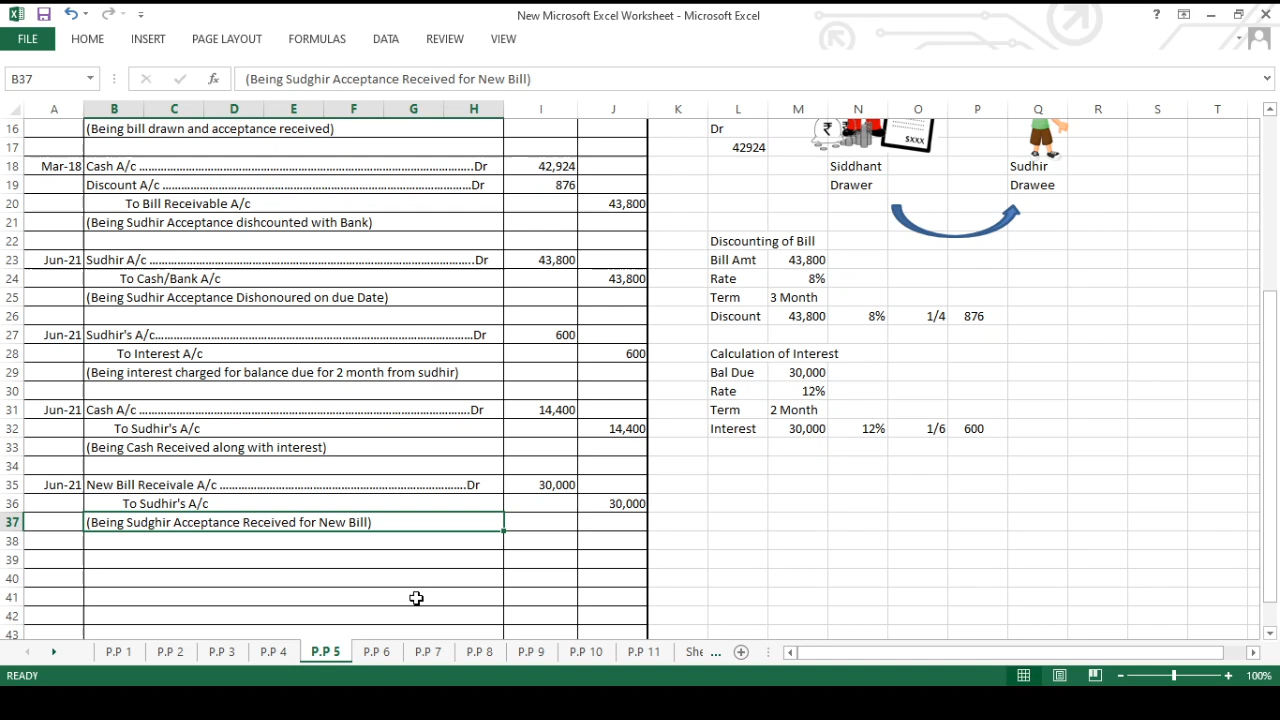 New Microsoft Excel Worksheet - Microsoft Excel
FILE HOME INSERT PAGE LAYOUT FORMULAS DATA REVIEW VIEW
B37 fx (Being Sudghir Acceptance Received for New Bill)
A B C D E F G H I J K L M N O P Q R S T
16 (Being bill drawn and acceptance received) Dr ₹ $XXX
17 42924
18 Mar-18 Cash A/c ........................................Dr 42,924 Siddhant Sudhir
19 Discount A/c ........................................Dr 876 Drawer Drawee
20 To Bill Receivable A/c 43,800
21 (Being Sudhir Acceptance dishcounted with Bank)
22 Discounting of Bill
23 Jun-21 Sudhir A/c ........................................Dr 43,800 Bill Amt 43,800
24 To Cash/Bank A/c 43,800 Rate 8%
25 (Being Sudhir Acceptance Dishonoured on due Date) Term 3 Month
26 Discount 43,800 8% 1/4 876
27 Jun-21 Sudhir's A/c........................................Dr 600
28 To Interest A/c 600 Calculation of Interest
29 (Being interest charged for balance due for 2 month from sudhir) Bal Due 30,000
30 Rate 12%
31 Jun-21 Cash A/c ........................................Dr 14,400 Term 2 Month
32 To Sudhir's A/c 14,400 Interest 30,000 12% 1/6 600
33 (Being Cash Received along with interest)
34
35 Jun-21 New Bill Receivale A/c ........................................Dr 30,000
36 To Sudhir's A/c 30,000
37 (Being Sudghir Acceptance Received for New Bill)
38
39
40
41
42
43
P.P 1 P.P 2 P.P 3 P.P 4 P.P 5 P.P 6 P.P 7 P.P 8 P.P 9 P.P 10 P.P 11 She ...
READY 100%